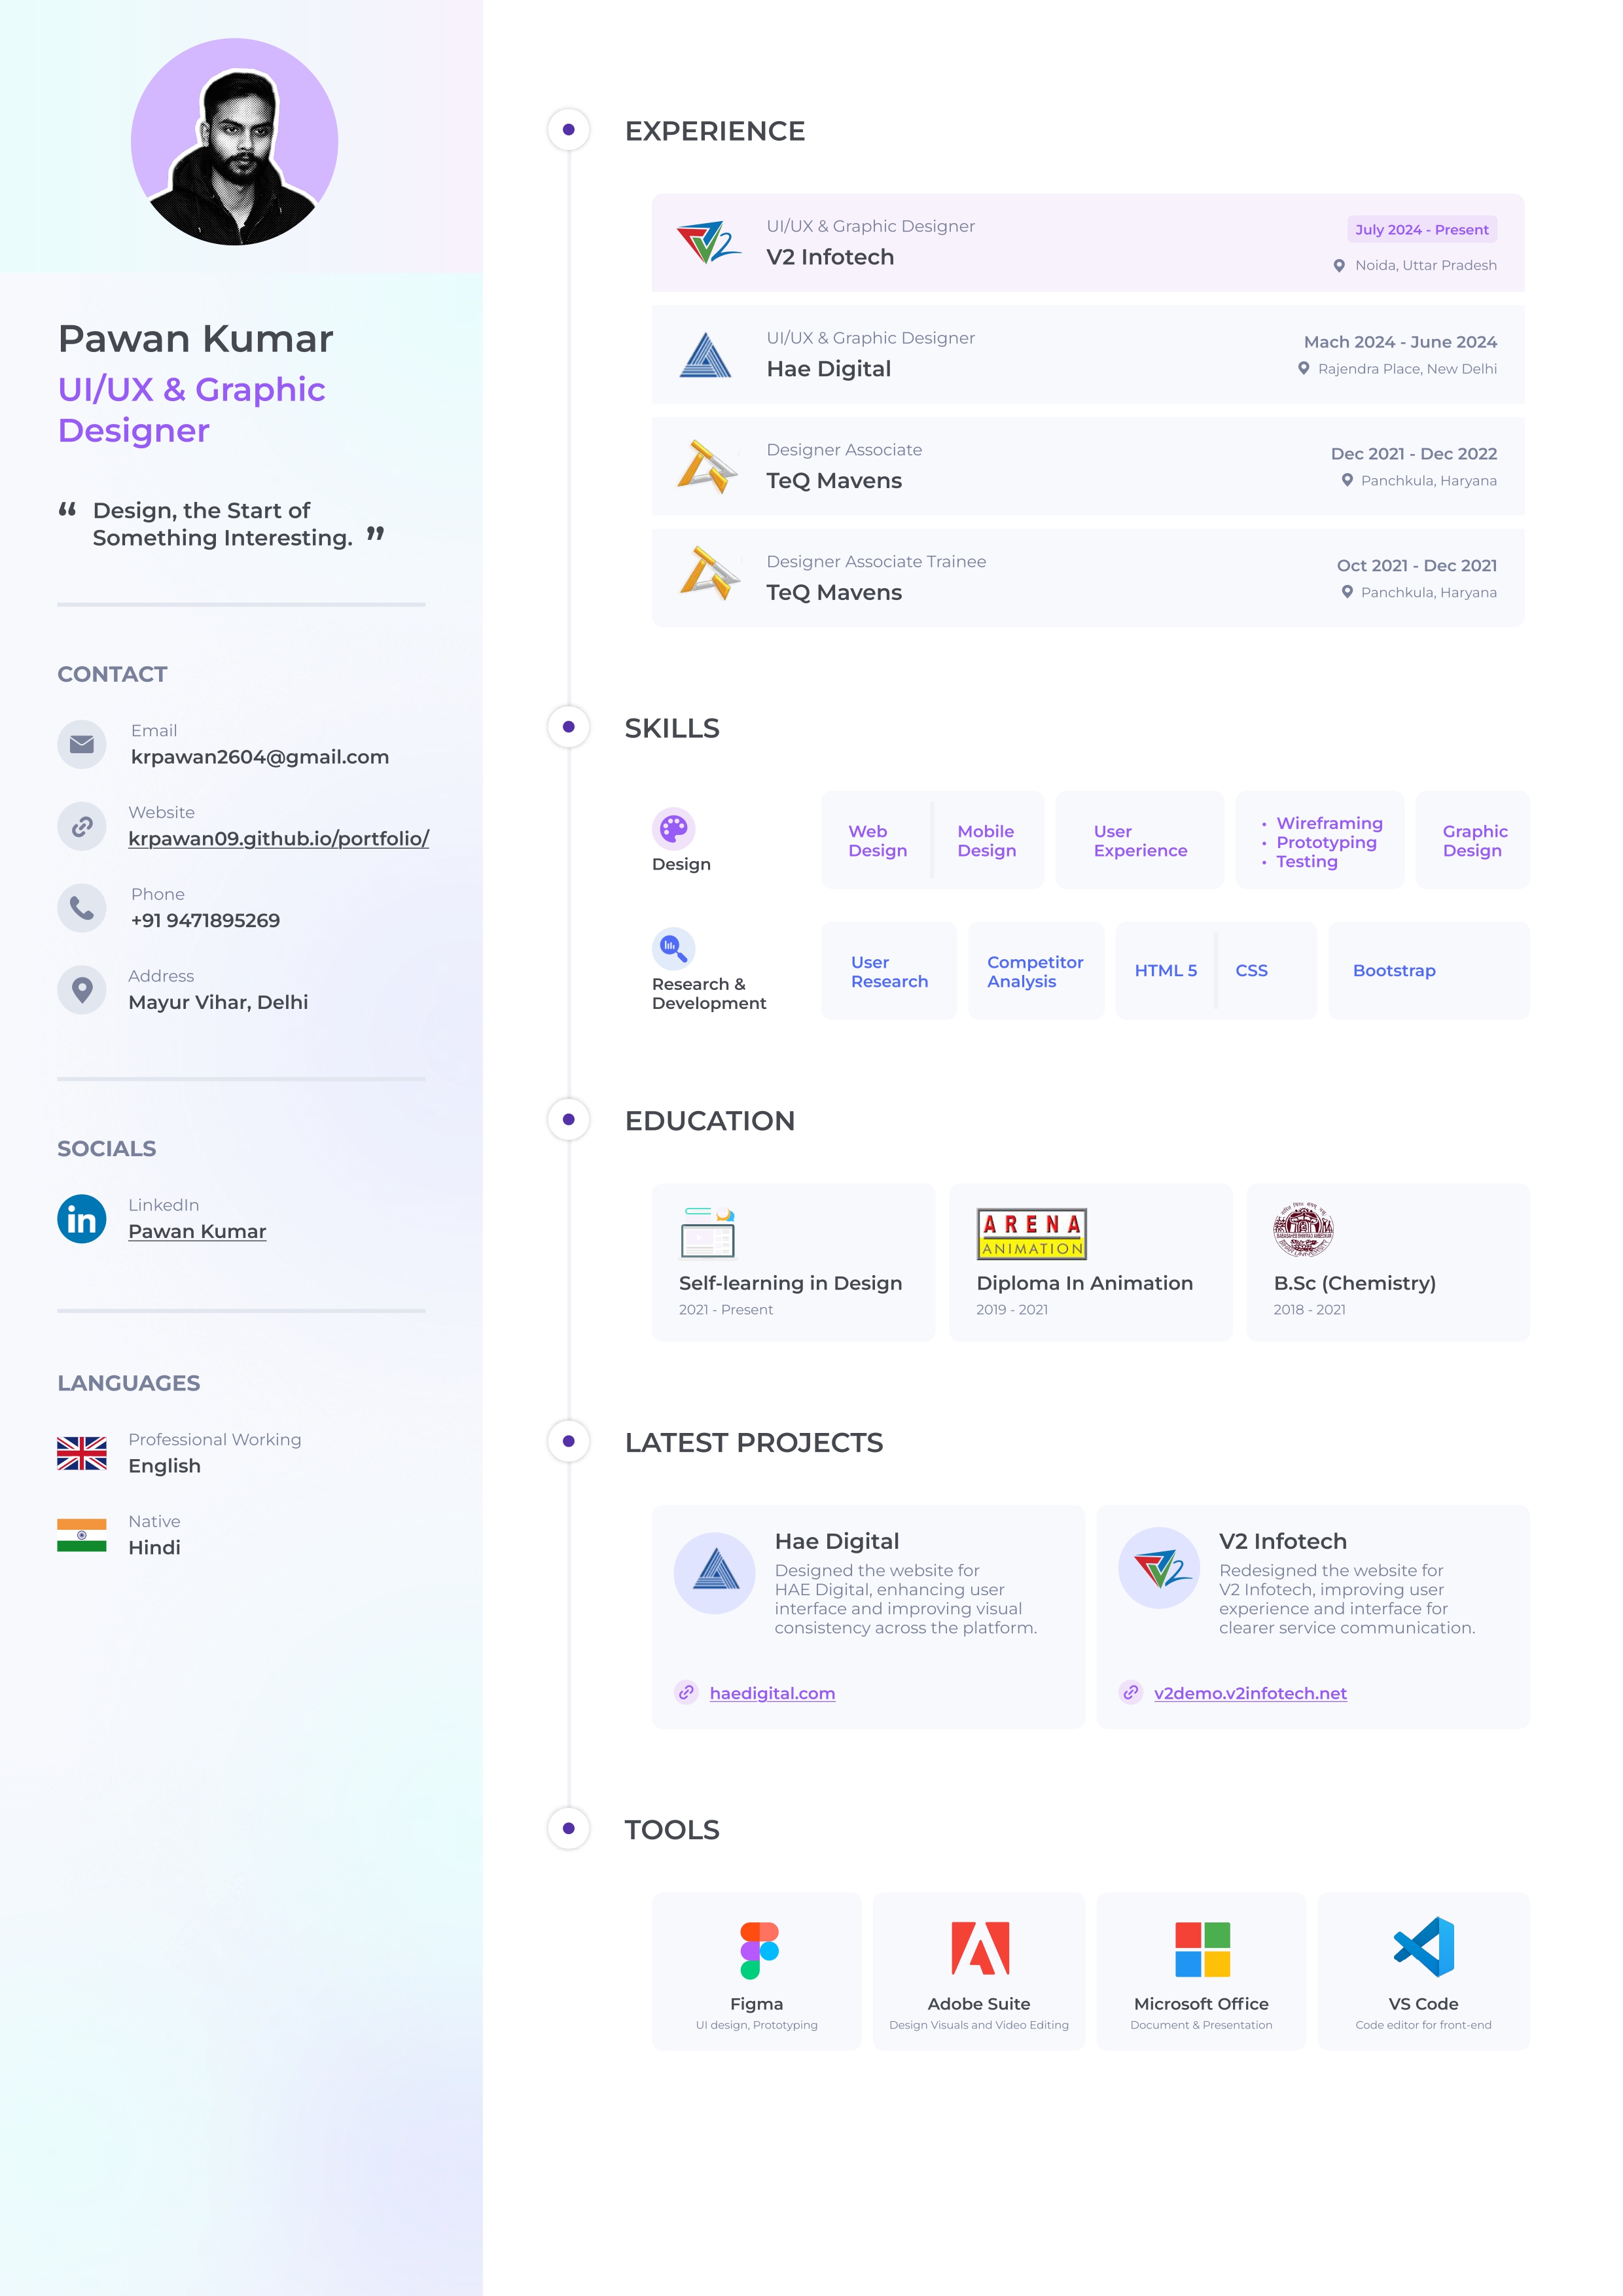 Pawan Kumar
UI/UX & Graphic
Designer
“ Design, the Start of
Something Interesting. ”
CONTACT
Email
krpawan2604@gmail.com
Website
krpawan09.github.io/portfolio/
Phone
+91 9471895269
Address
Mayur Vihar, Delhi
SOCIALS
in
LinkedIn
Pawan Kumar
LANGUAGES
Professional Working
English
Native
Hindi
EXPERIENCE
V2
UI/UX & Graphic Designer
V2 Infotech
July 2024 - Present
Noida, Uttar Pradesh
UI/UX & Graphic Designer
Hae Digital
Mach 2024 - June 2024
Rajendra Place, New Delhi
Designer Associate
TeQ Mavens
Dec 2021 - Dec 2022
Panchkula, Haryana
Designer Associate Trainee
TeQ Mavens
Oct 2021 - Dec 2021
Panchkula, Haryana
SKILLS
Design
Web
Design
Mobile
Design
User
Experience
• Wireframing
• Prototyping
• Testing
Graphic
Design
Research &
Development
User
Research
Competitor
Analysis
HTML 5
CSS
Bootstrap
EDUCATION
Self-learning in Design
2021 - Present
ARENA
ANIMATION
Diploma In Animation
2019 - 2021
B.Sc (Chemistry)
2018 - 2021
LATEST PROJECTS
Hae Digital
Designed the website for
HAE Digital, enhancing user
interface and improving visual
consistency across the platform.
haedigital.com
V2
V2 Infotech
Redesigned the website for
V2 Infotech, improving user
experience and interface for
clearer service communication.
v2demo.v2infotech.net
TOOLS
Figma
UI design, Prototyping
Adobe Suite
Design Visuals and Video Editing
Microsoft Office
Document & Presentation
VS Code
Code editor for front-end